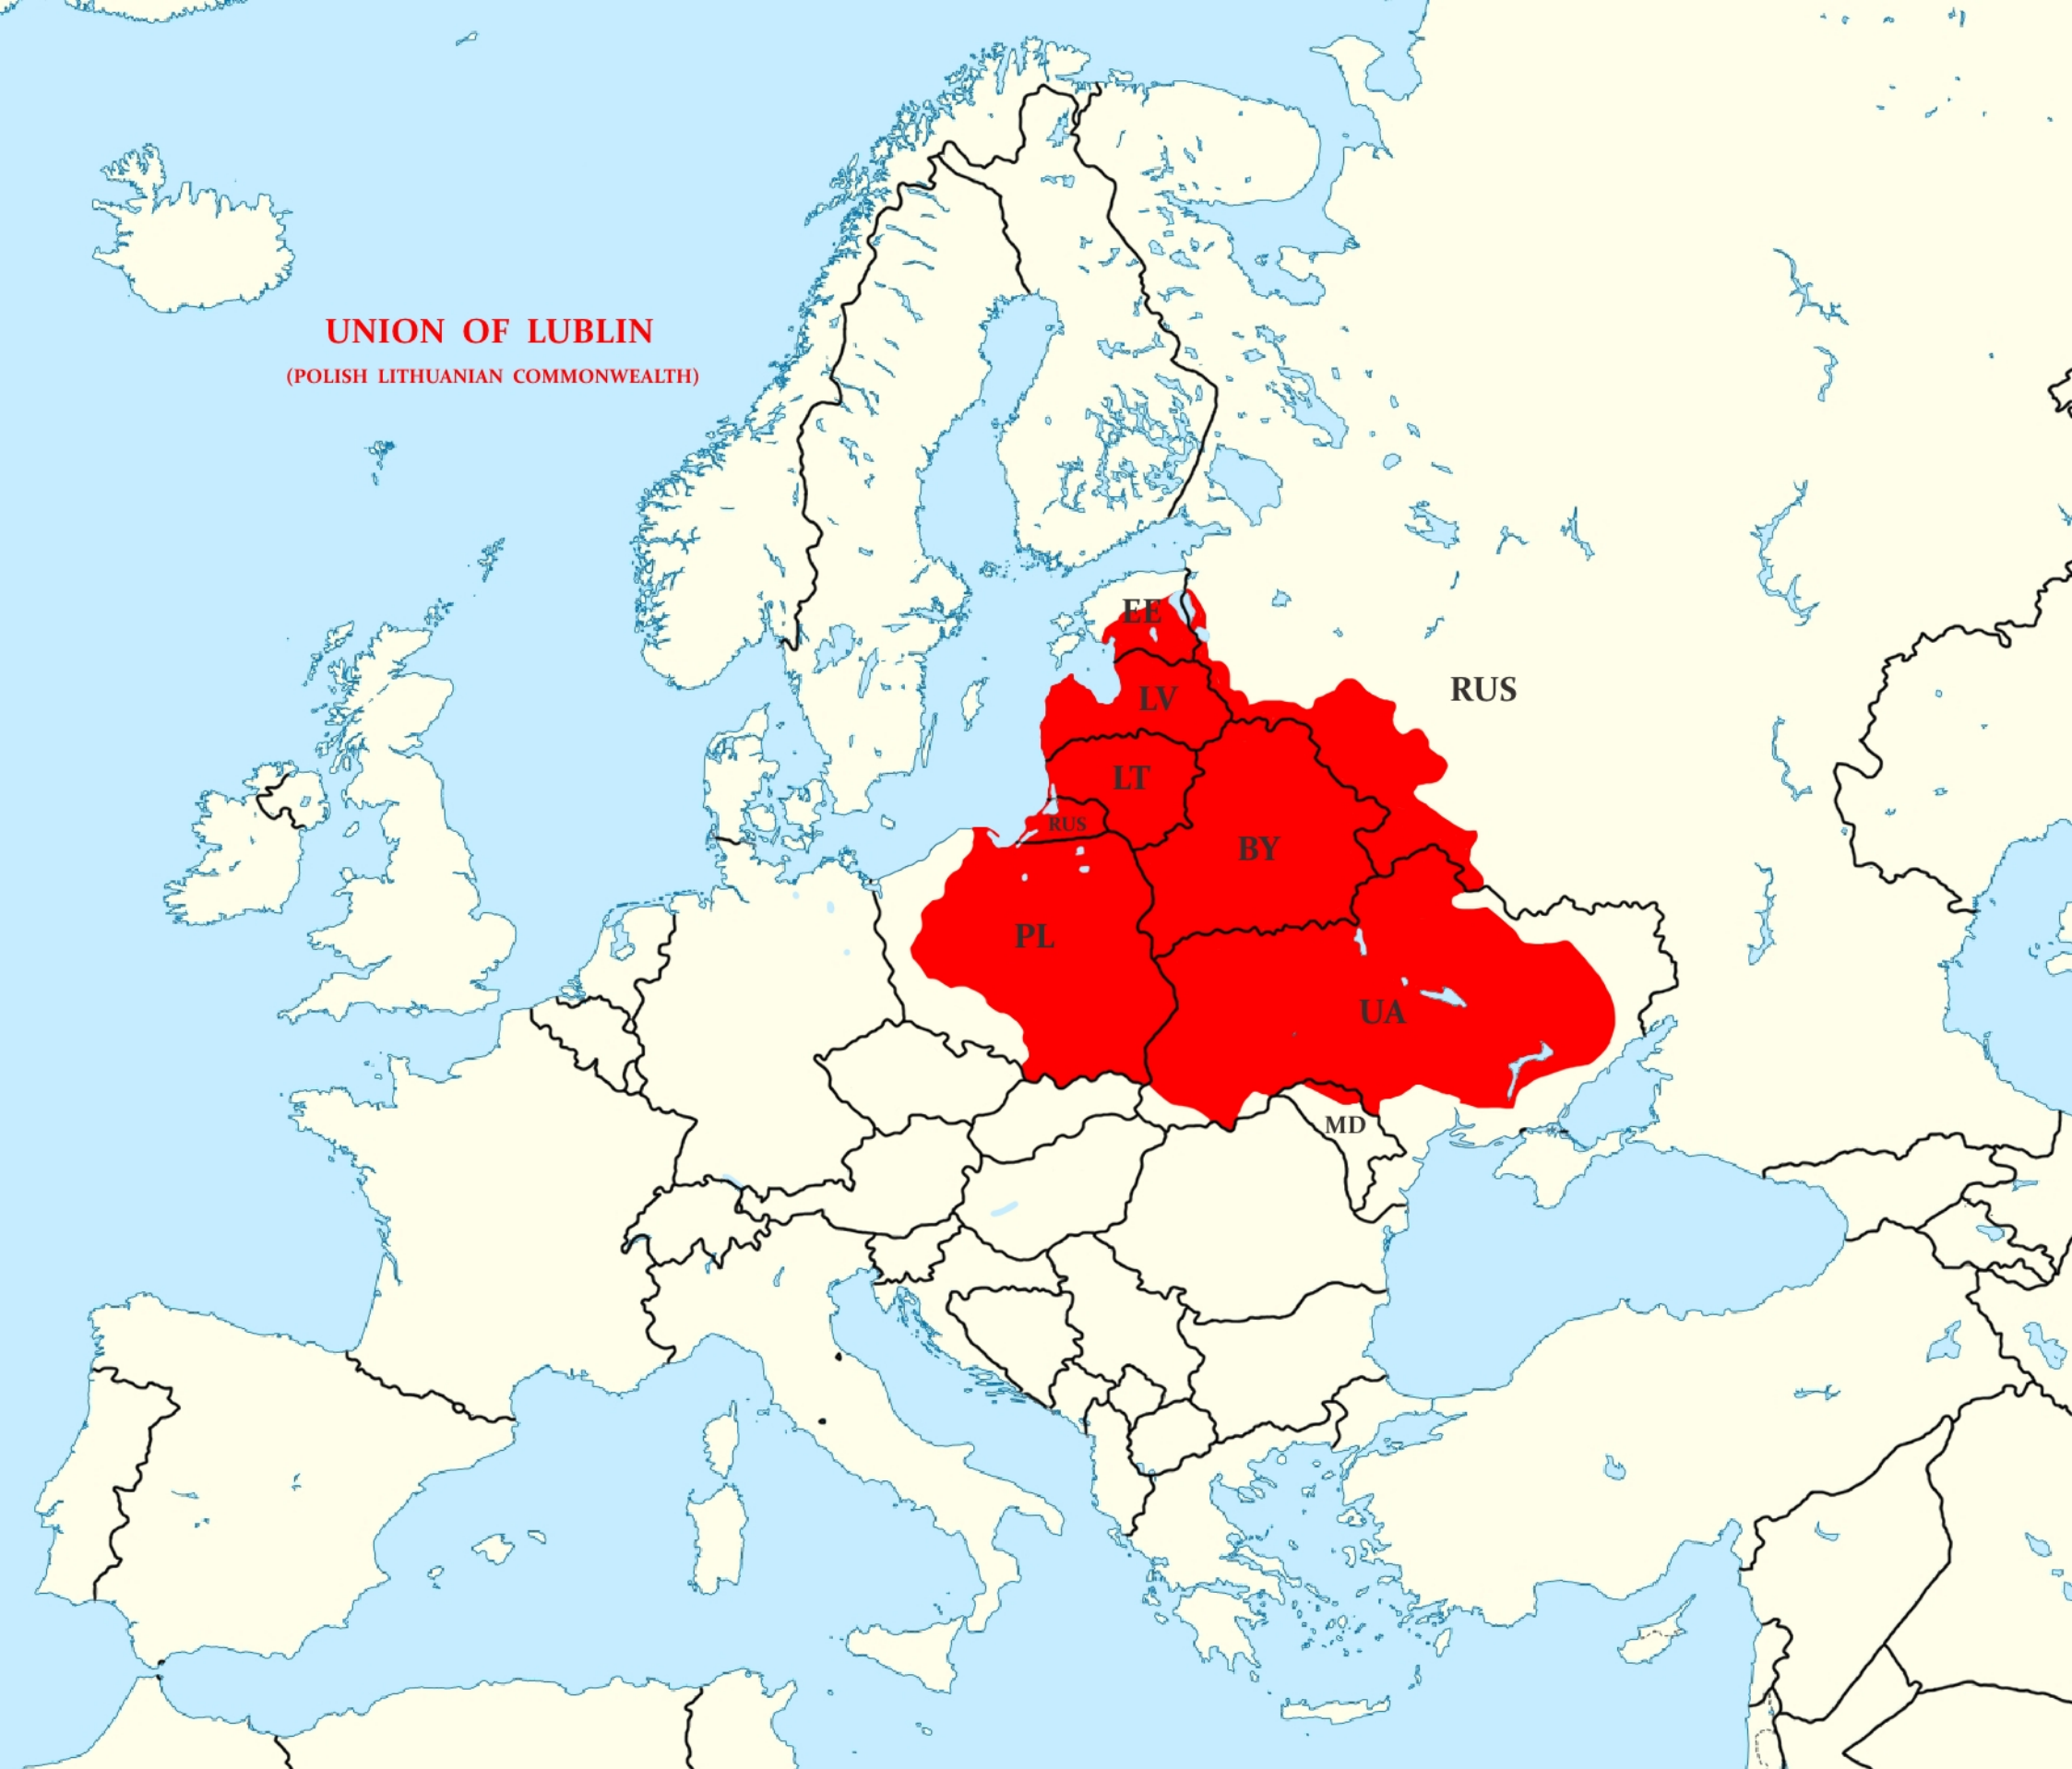 UNION OF LUBLIN
(POLISH LITHUANIAN COMMONWEALTH)
EE
RUS
LV
LT
RUS
BY
PL
UA
MD